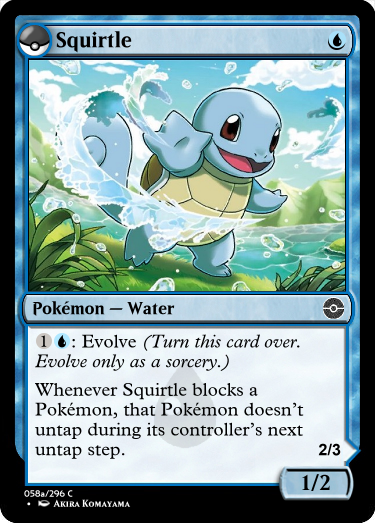 Squirtle
Pokémon — Water
1 : Evolve (Turn this card over.
Evolve only as a sorcery.)
Whenever Squirtle blocks a
Pokémon, that Pokémon doesn't
untap during its controller's next
untap step.
2/3
1/2
058a/296 C
• Akira Komayama